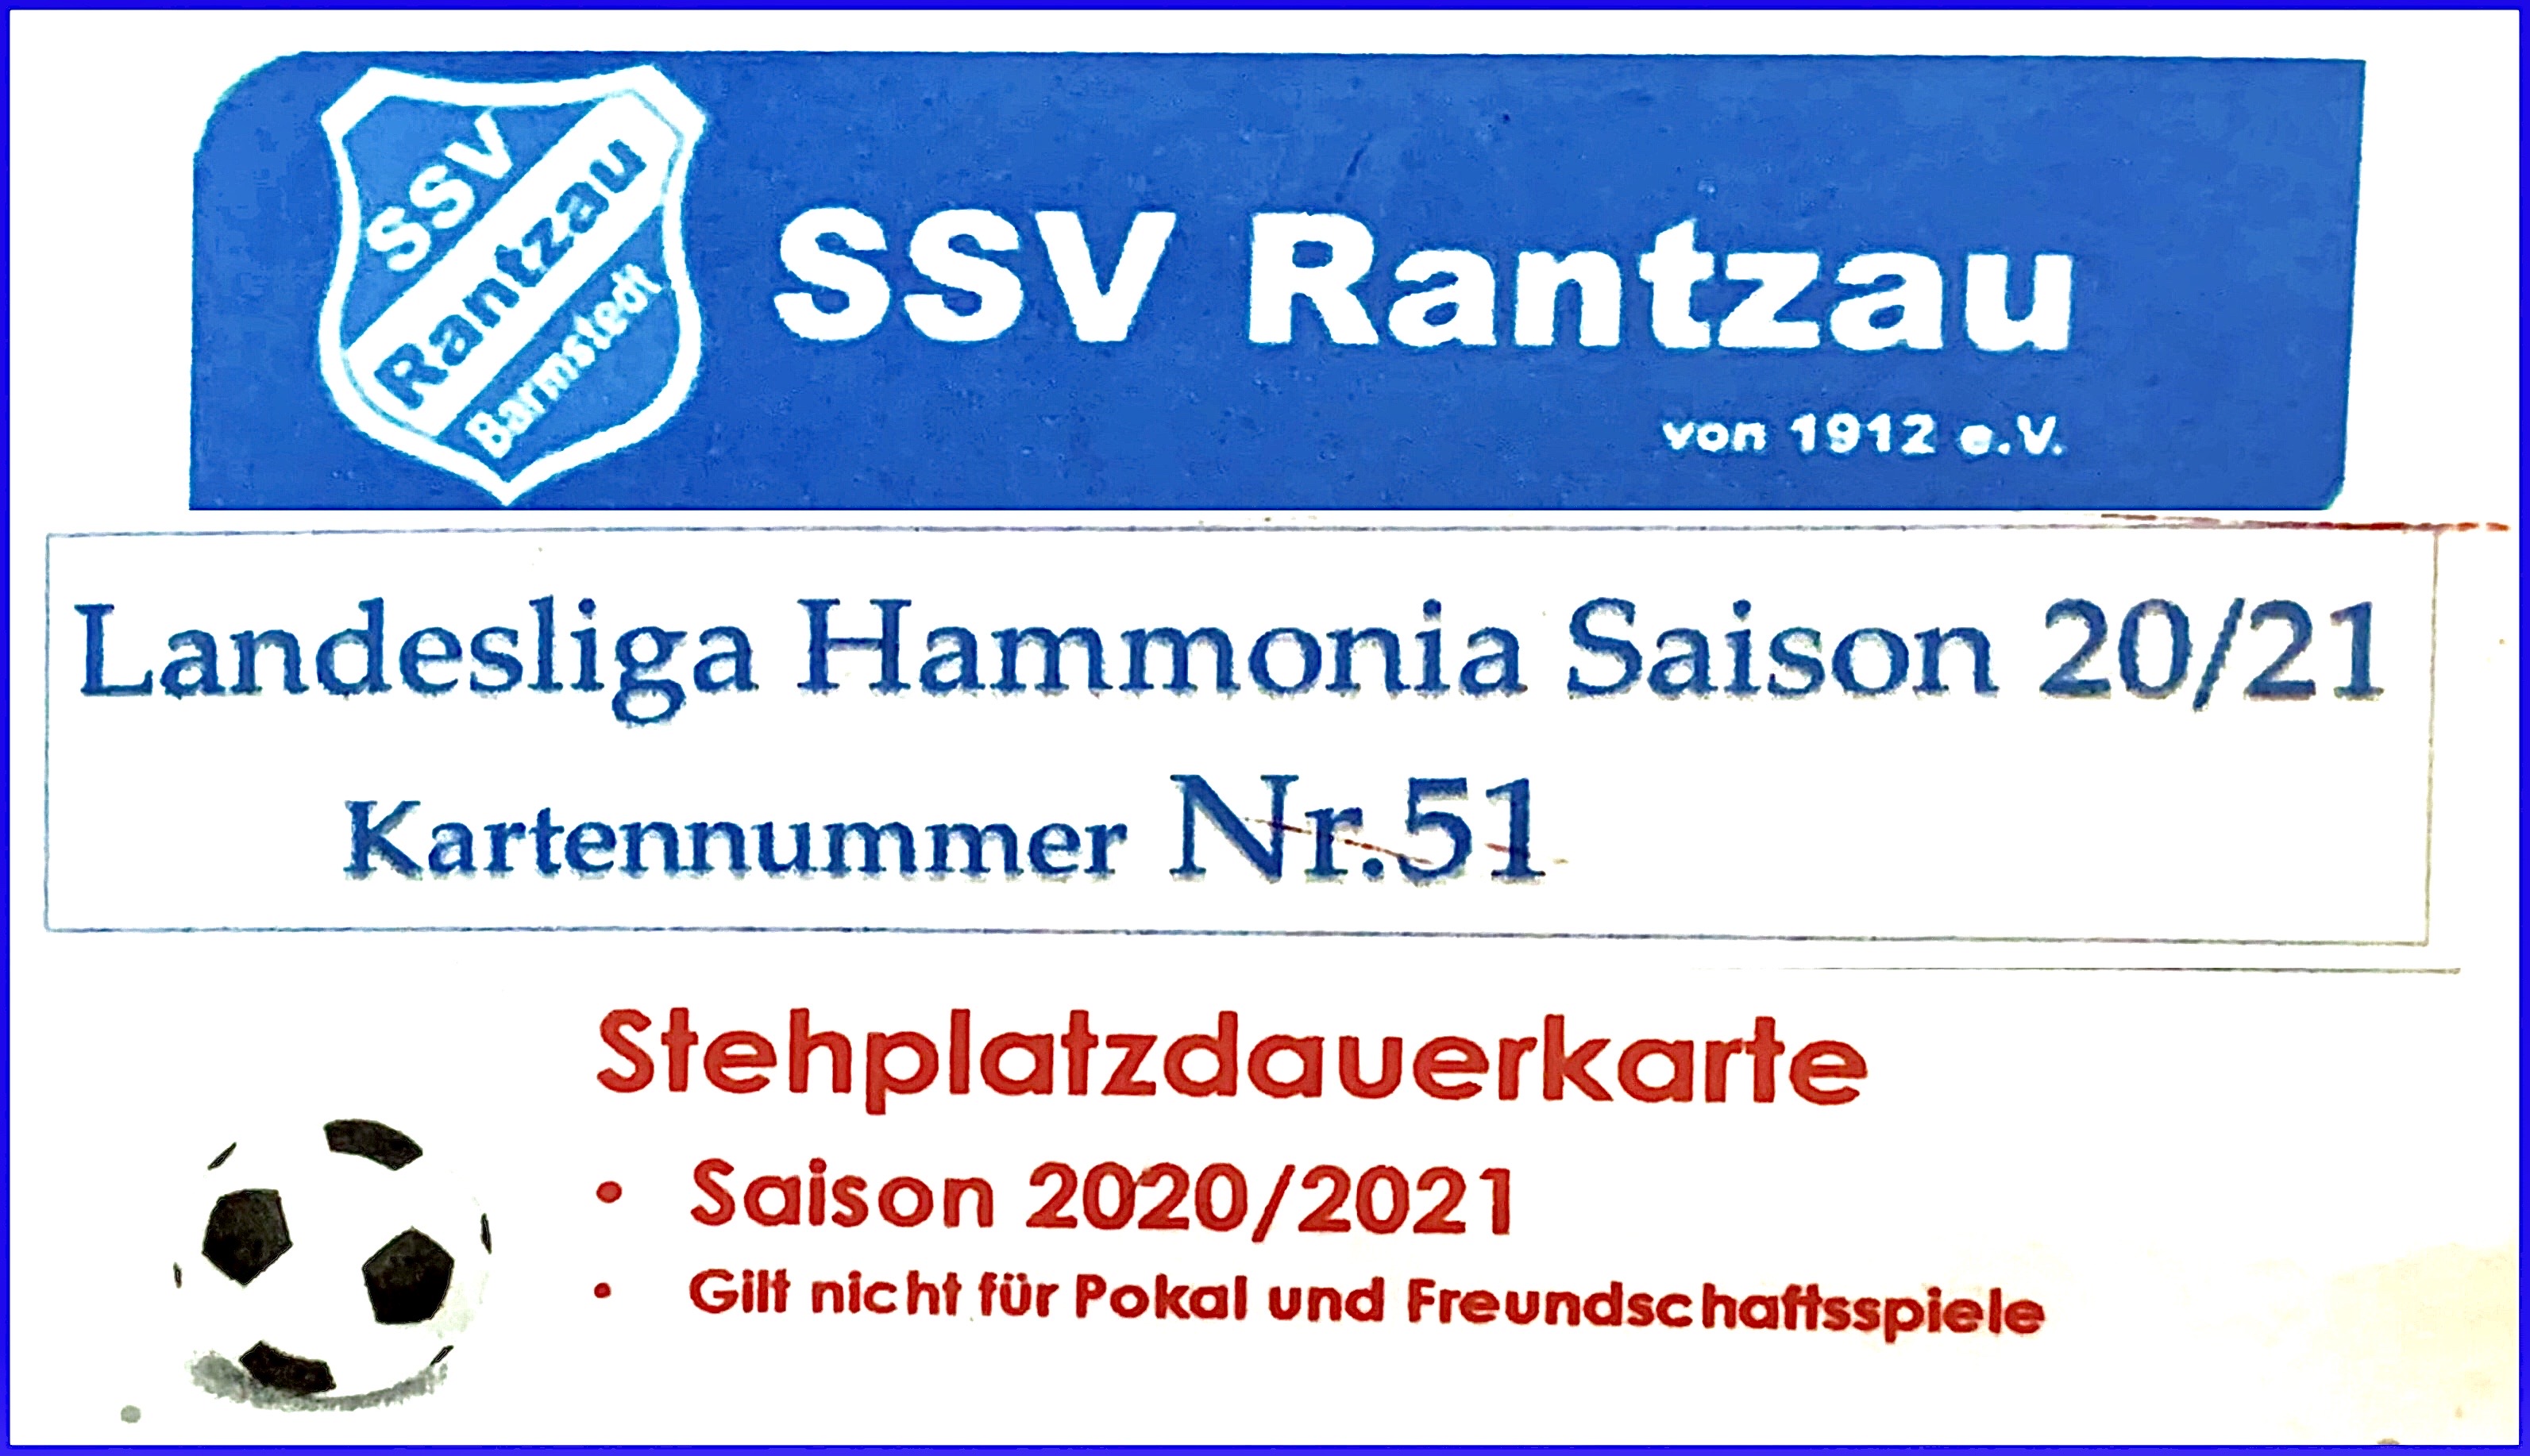 SSV
Rantzau
Barmstedt
SSV Rantzau
von 1912 e.V.
Landesliga Hammonia Saison 20/21
Kartennummer Nr.51
Stehplatzdauerkarte
• Saison 2020/2021
• Gilt nicht für Pokal und Freundschaftsspiele